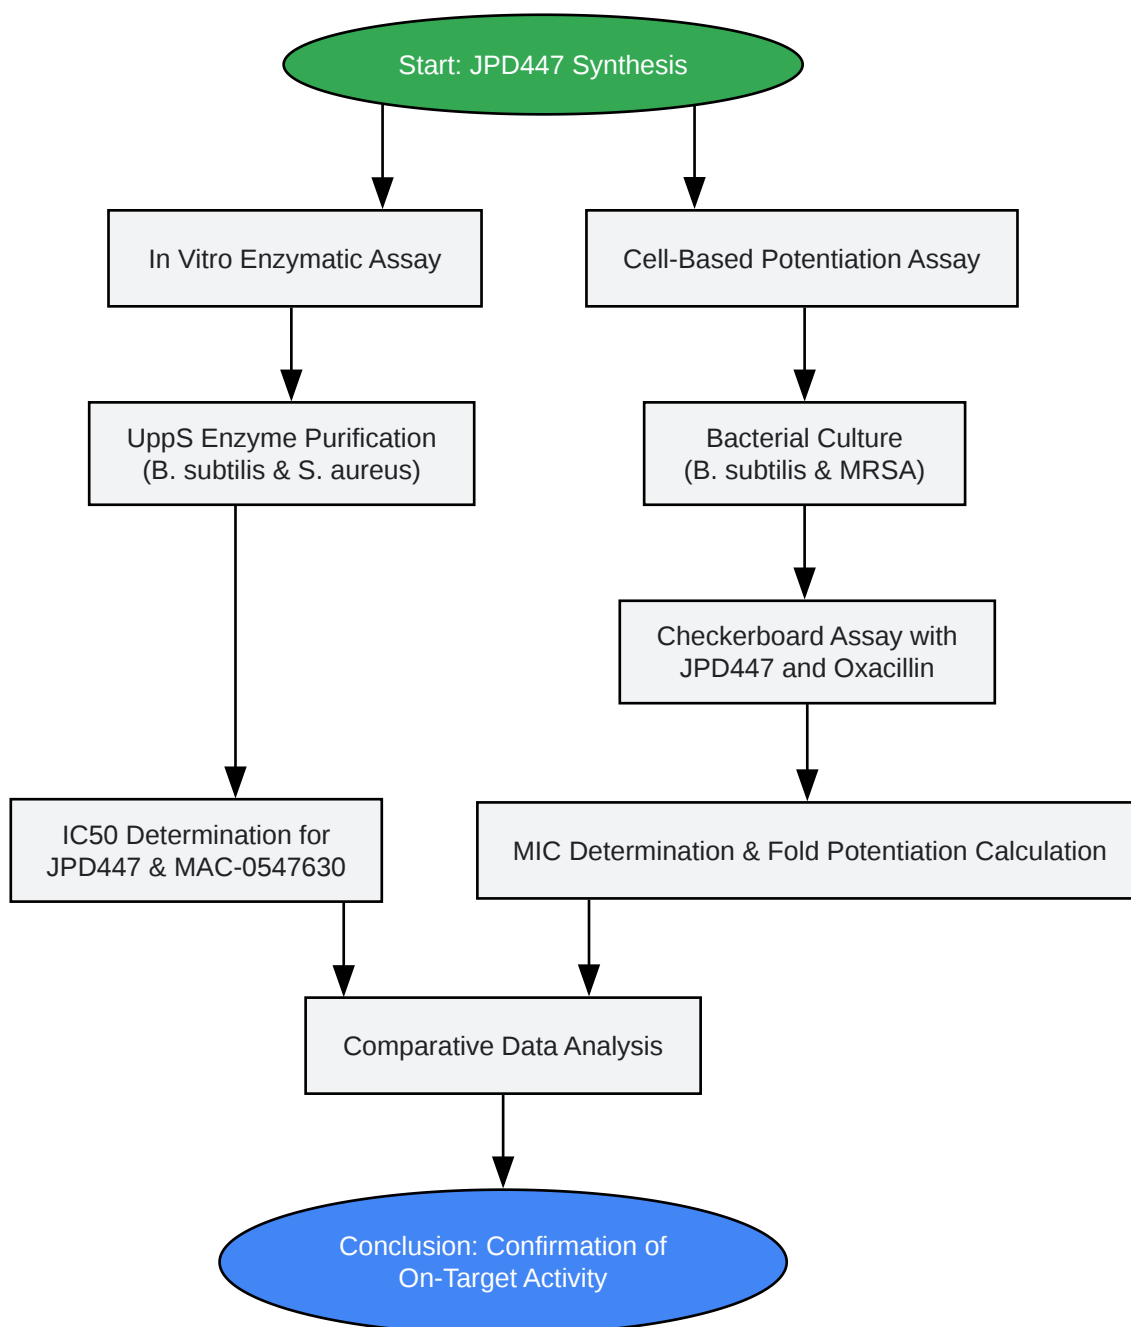 Start: JPD447 Synthesis
In Vitro Enzymatic Assay
Cell-Based Potentiation Assay
UppS Enzyme Purification
(B. subtilis & S. aureus)
Bacterial Culture
(B. subtilis & MRSA)
Checkerboard Assay with
JPD447 and Oxacillin
IC50 Determination for
JPD447 & MAC-0547630
MIC Determination & Fold Potentiation Calculation
Comparative Data Analysis
Conclusion: Confirmation of
On-Target Activity